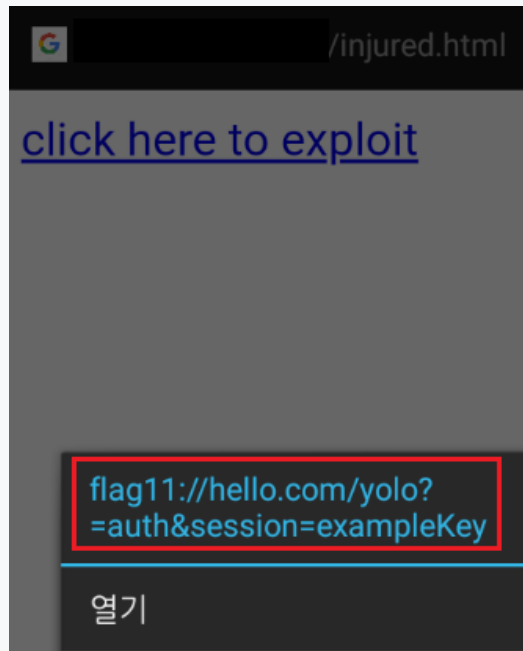 G /injured.html
click here to exploit
flag11://hello.com/yolo?
=auth&session=exampleKey
열기